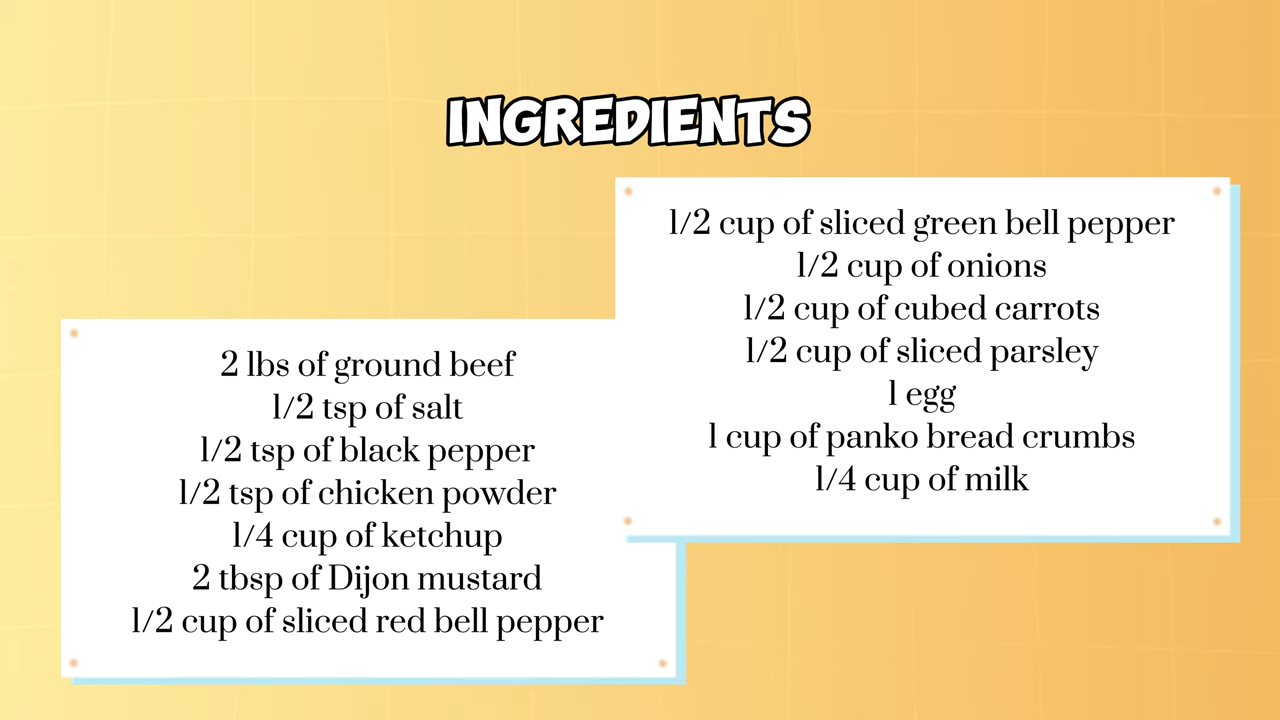 INGREDIENTS
2 lbs of ground beef
1/2 tsp of salt
1/2 tsp of black pepper
1/2 tsp of chicken powder
1/4 cup of ketchup
2 tbsp of Dijon mustard
1/2 cup of sliced red bell pepper
1/2 cup of sliced green bell pepper
1/2 cup of onions
1/2 cup of cubed carrots
1/2 cup of sliced parsley
1 egg
1 cup of panko bread crumbs
1/4 cup of milk